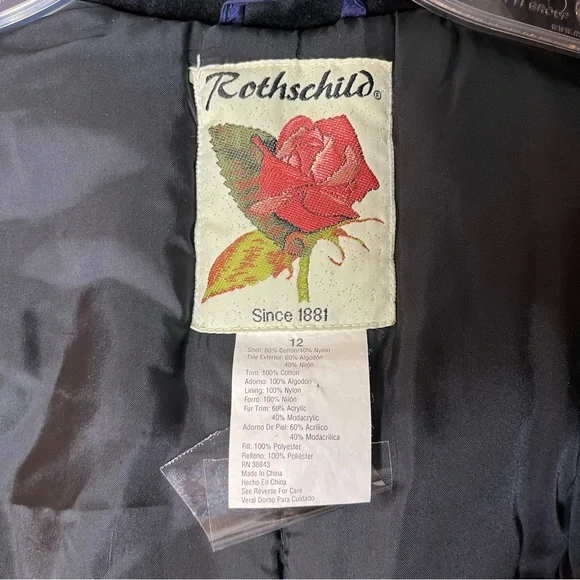 Rothschild®
Since 1881
12
Shell: 60% Cotton/40% Nylon
Tele Exterior: 60% Algodón
40% Nilón
Trim: 100% Cotton
Adorno: 100% Algodón
Lining: 100% Nylon
Forro: 100% Nilón
Fur Trim: 60% Acrylic
40% Modacrylic
Adorno De Piel: 60% Acrílico
40% Modacrílica
Fill: 100% Polyester
Relleno: 100% Poliéster
RN 38843
Made In China
Hecho En China
See Reverse For Care
Veral Dorso Para Cuidado